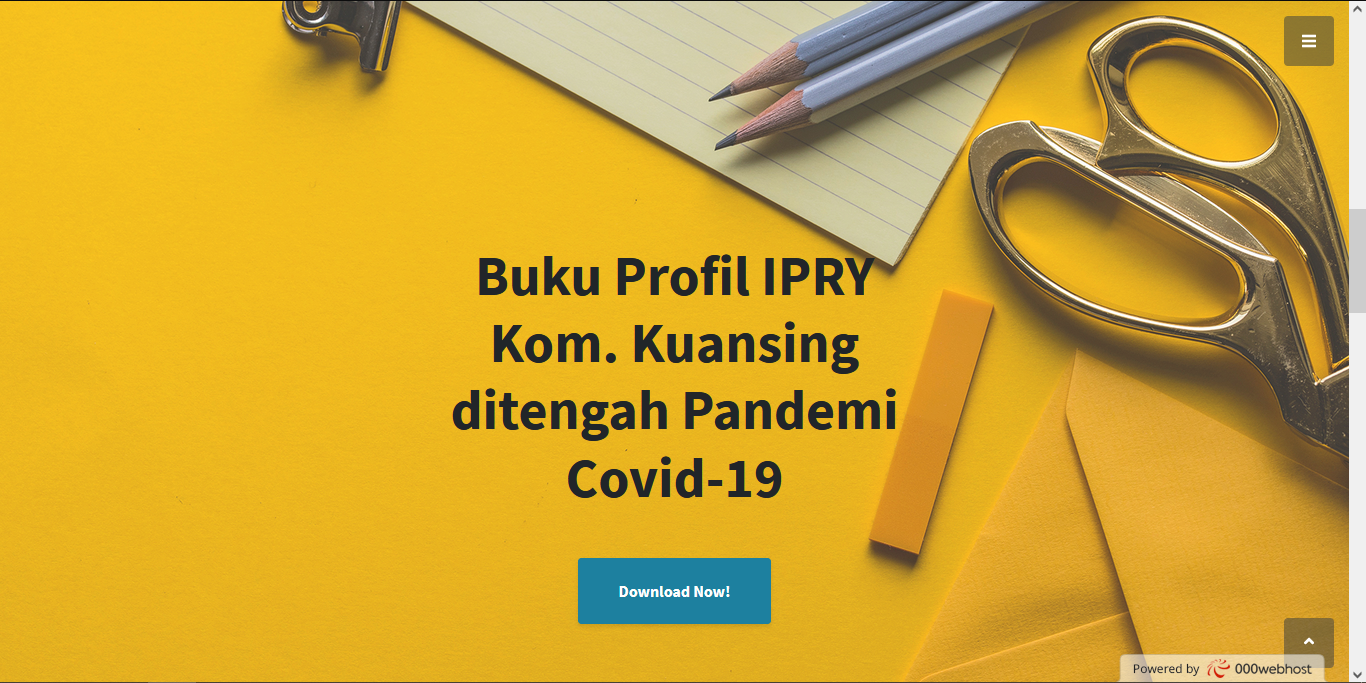 Buku Profil IPRY
Kom. Kuansing
ditengah Pandemi
Covid-19
Download Now!
Powered by 000webhost